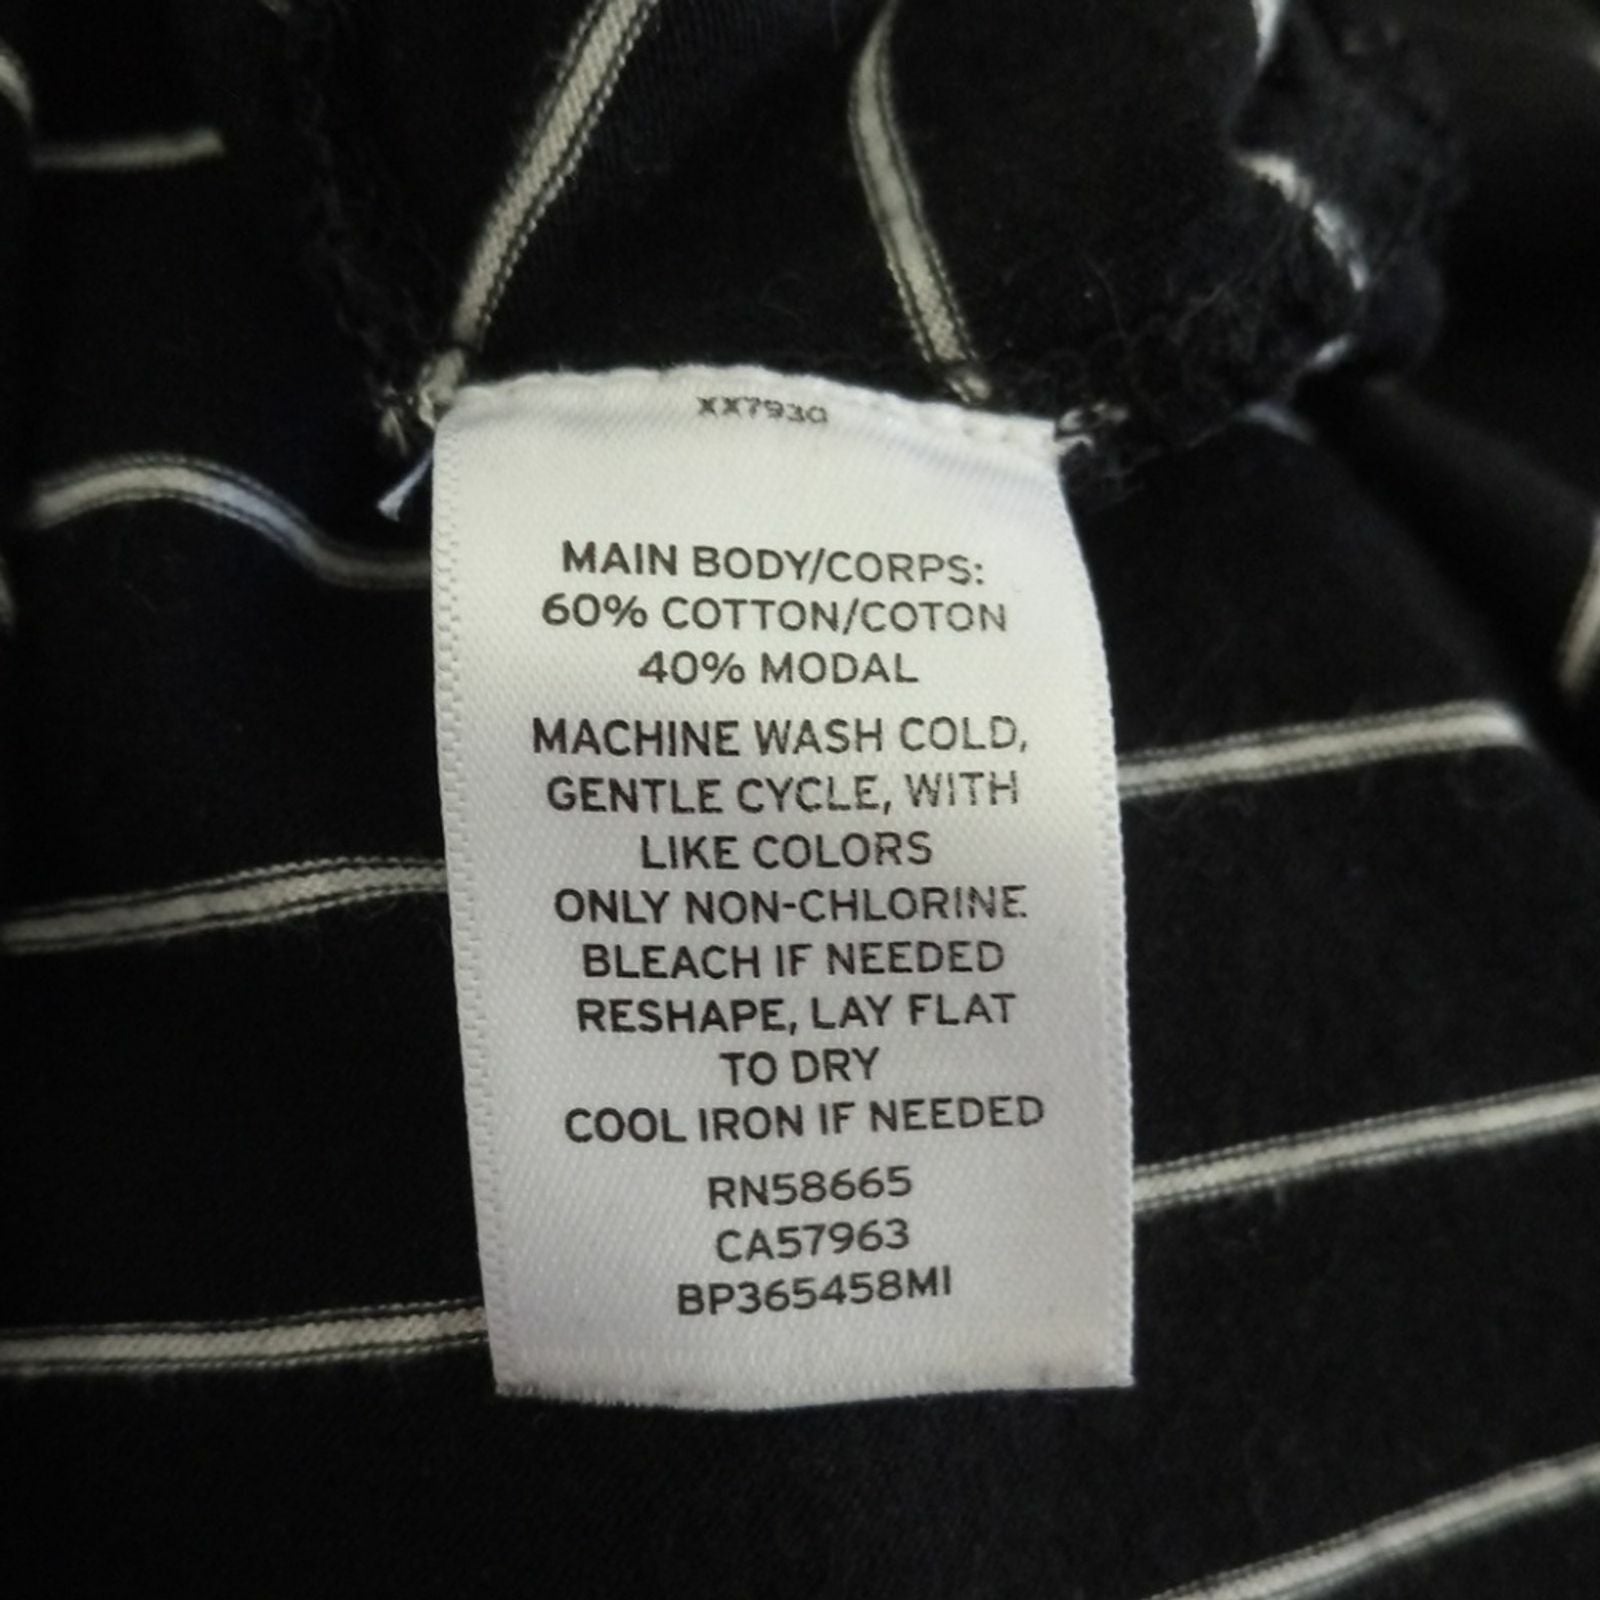 MAIN BODY/CORPS:
60% COTTON/COTON
40% MODAL
MACHINE WASH COLD,
GENTLE CYCLE, WITH
LIKE COLORS
ONLY NON-CHLORINE
BLEACH IF NEEDED
RESHAPE, LAY FLAT
TO DRY
COOL IRON IF NEEDED
RN58665
CA57963
BP365458MI